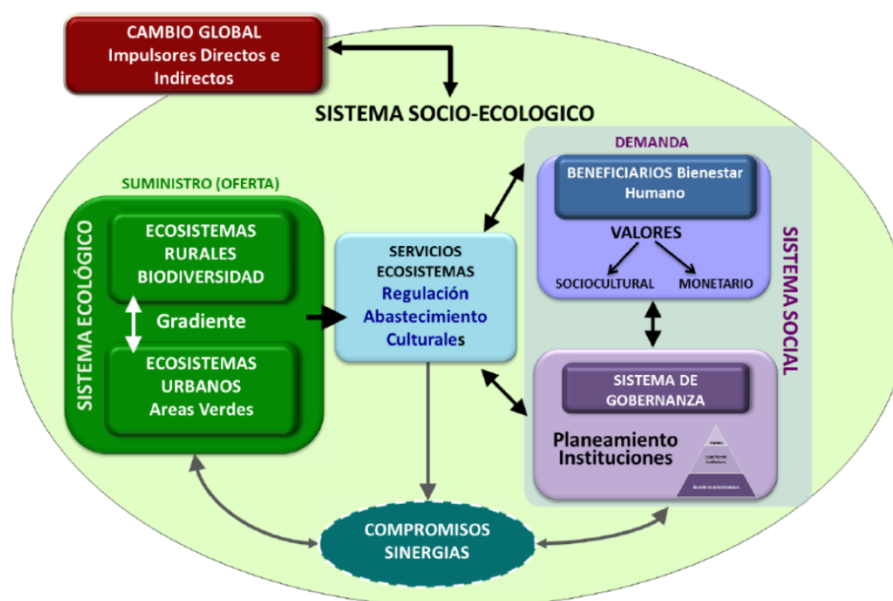 CAMBIO GLOBAL
Impulsores Directos e
Indirectos
SISTEMA SOCIO-ECOLOGICO
SUMINISTRO (OFERTA)
SISTEMA ECOLÓGICO
ECOSISTEMAS
RURALES
BIODIVERSIDAD
Gradiente
ECOSISTEMAS
URBANOS
Areas Verdes
SERVICIOS
ECOSISTEMAS
Regulación
Abastecimiento
Culturales
DEMANDA
BENEFICIARIOS Bienestar
Humano
VALORES
SOCIOCULTURAL
MONETARIO
SISTEMA SOCIAL
SISTEMA DE
GOBERNANZA
Planeamiento
Instituciones
COMPROMISOS
SINERGIAS